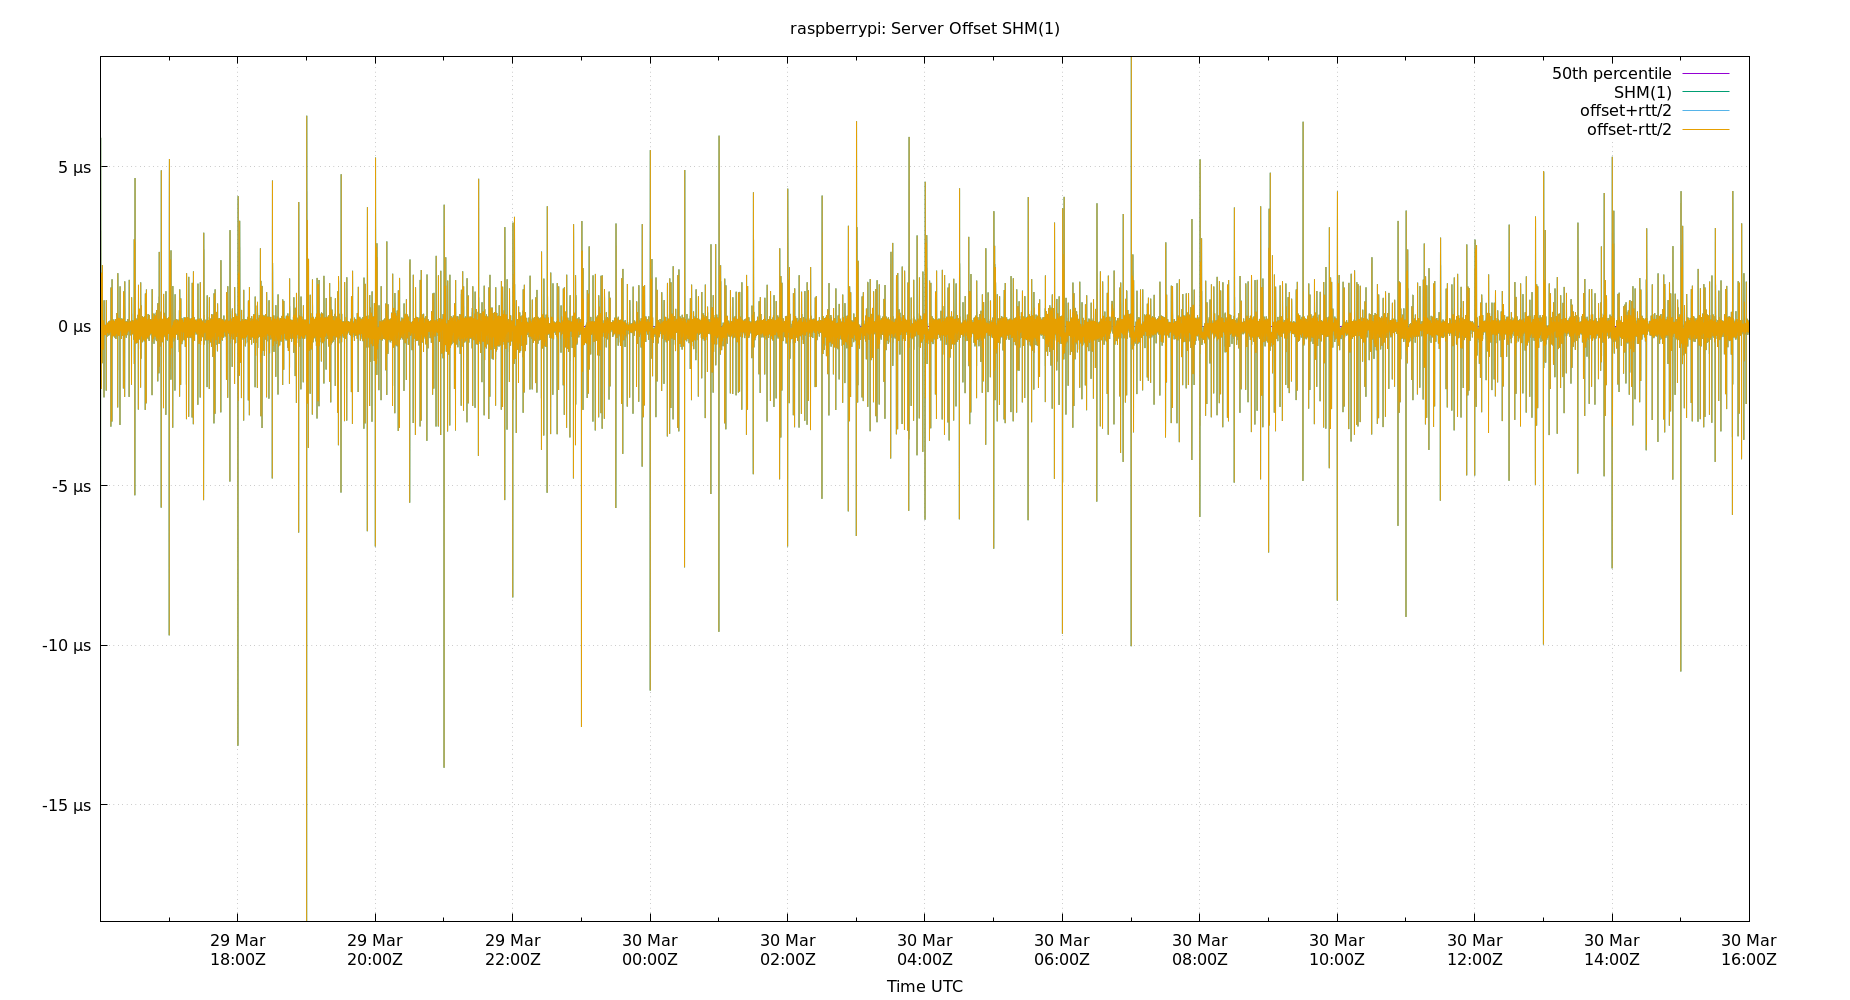 raspberrypi: Server Offset SHM(1)
50th percentile
SHM(1)
offset+rtt/2
offset-rtt/2
5 µs
0 µs
-5 µs
-10 µs
-15 µs
29 Mar 29 Mar 29 Mar 30 Mar 30 Mar 30 Mar 30 Mar 30 Mar 30 Mar 30 Mar 30 Mar 30 Mar
18:00Z 20:00Z 22:00Z 00:00Z 02:00Z 04:00Z 06:00Z 08:00Z 10:00Z 12:00Z 14:00Z 16:00Z
Time UTC